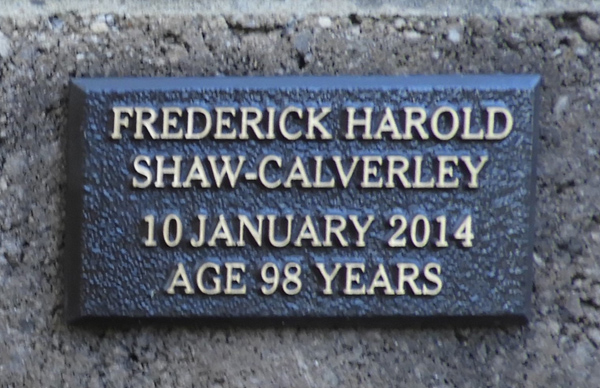 FREDERICK HAROLD
SHAW-CALVERLEY
10 JANUARY 2014
AGE 98 YEARS